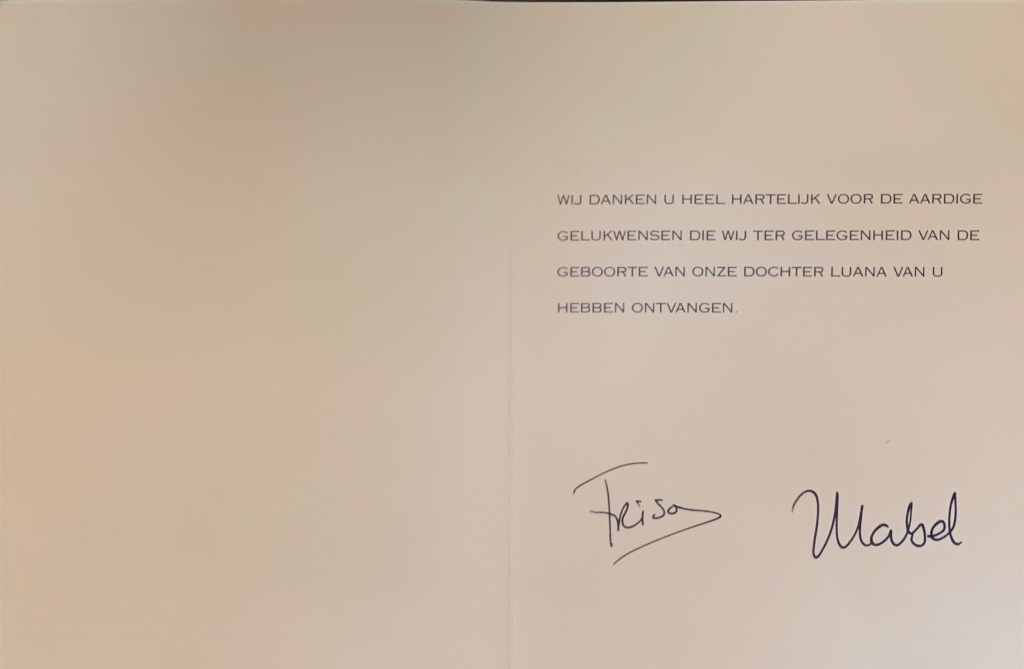 WIJ DANKEN U HEEL HARTELIJK VOOR DE AARDIGE
GELUKWENSEN DIE WIJ TER GELEGENHEID VAN DE
GEBOORTE VAN ONZE DOCHTER LUANA VAN U
HEBBEN ONTVANGEN.
Friso Mabel